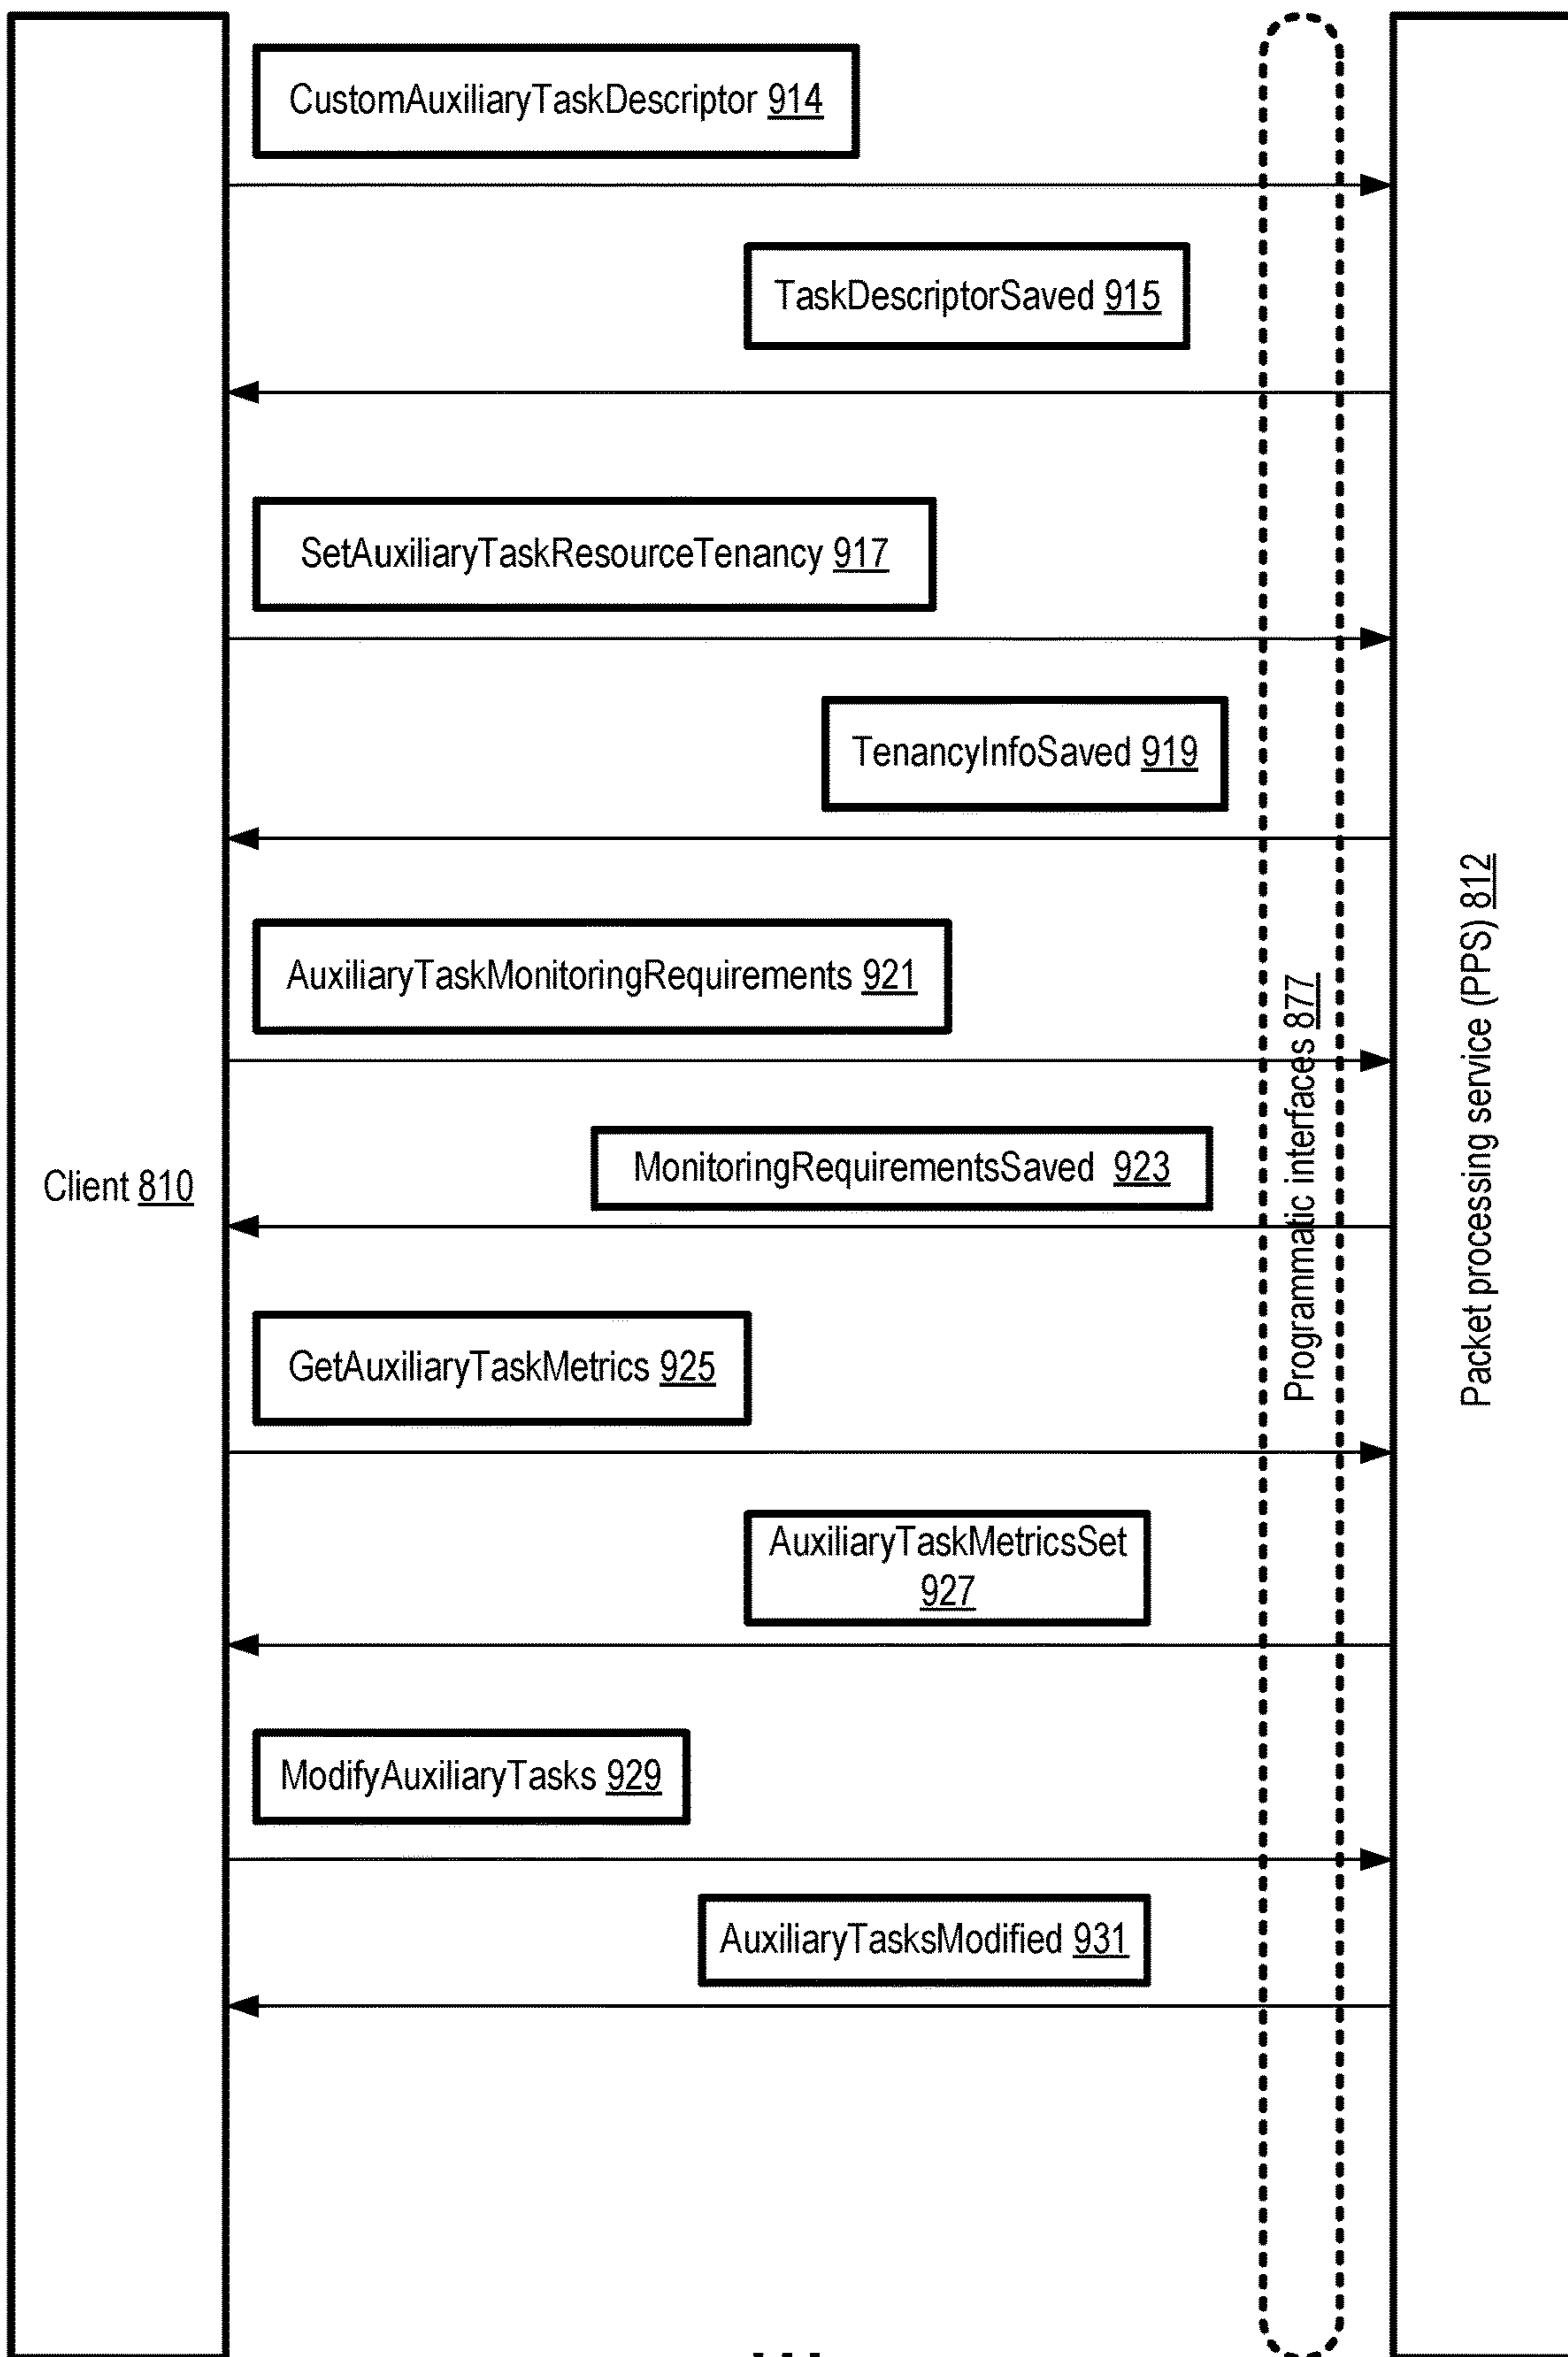 CustomAuxiliaryTaskDescriptor 914
TaskDescriptorSaved 915
SetAuxiliaryTaskResourceTenancy 917
TenancyInfoSaved 919
AuxiliaryTaskMonitoringRequirements 921
MonitoringRequirementsSaved 923
Client 810
Programmatic interfaces 877
Packet processing service (PPS) 812
GetAuxiliaryTaskMetrics 925
AuxiliaryTaskMetricsSet
927
ModifyAuxiliaryTasks 929
AuxiliaryTasksModified 931